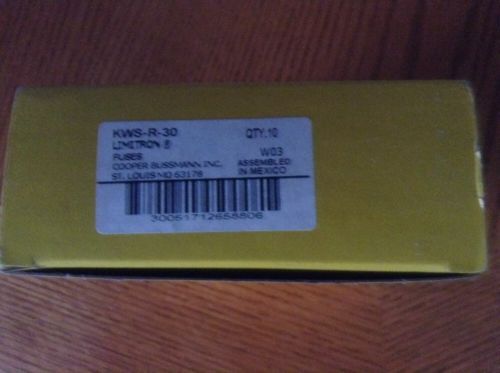 KWS-R-30 QTY.10
LIMITRON ®
FUSES W03
COOPER BUSSMANN INC. ASSEMBLED
ST. LOUIS MO 63178 IN MEXICO
30051712658806